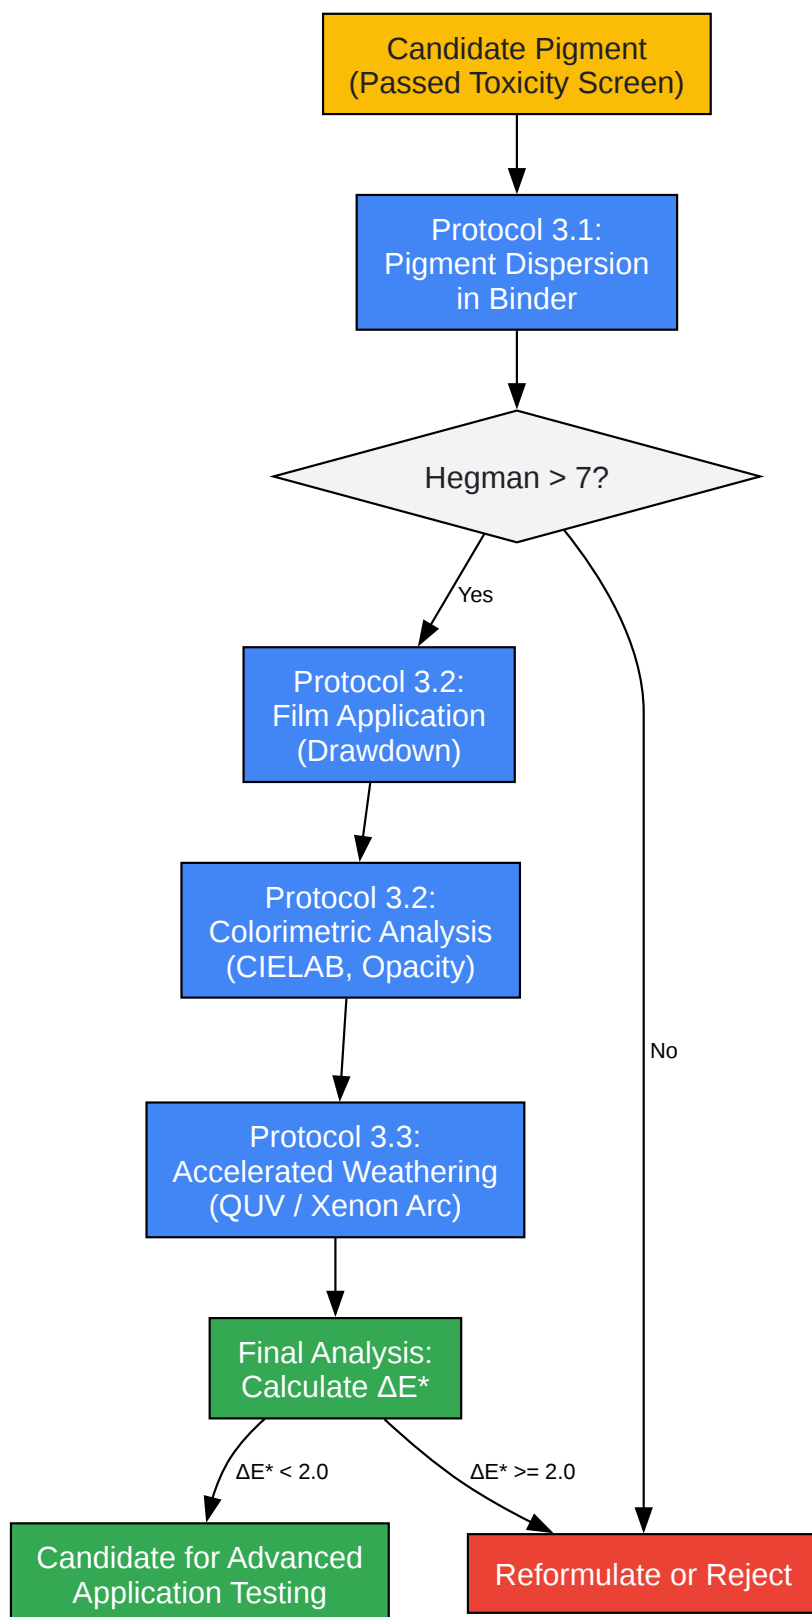 Candidate Pigment
(Passed Toxicity Screen)
Protocol 3.1:
Pigment Dispersion
in Binder
Hegman > 7?
Yes
Protocol 3.2:
Film Application
(Drawdown)
Protocol 3.2:
Colorimetric Analysis
(CIELAB, Opacity)
No
Protocol 3.3:
Accelerated Weathering
(QUV / Xenon Arc)
Final Analysis:
Calculate ΔE*
ΔE* < 2.0
ΔE* >= 2.0
Candidate for Advanced
Application Testing
Reformulate or Reject